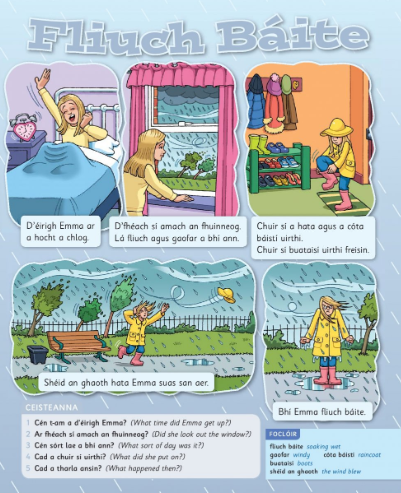 Fliuch Báite
D'éirigh Emma ar
a hocht a chlog.
D'fhéach sí amach an fhuinneog.
Lá fliuch agus gaofar a bhí ann.
Chuir sí a hata agus a cóta
báistí uirthi.
Chuir sí buataisí uirthi freisin.
Shéid an ghaoth hata Emma suas san aer.
Bhí Emma fliuch báite.
CEISTEANNA
1 Cén t-am a d'éirigh Emma? (What time did Emma get up?)
2 Ar fhéach sí amach an fhuinneog? (Did she look out the window?)
3 Cén sórt lae a bhí ann? (What sort of day was it?)
4 Cad a chuir sí uirthi? (What did she put on?)
5 Cad a tharla ansin? (What happened then?)
FOCLÓIR
fliuch báite soaking wet
gaofar windy cóta báistí raincoat
buataisí boots
shéid an ghaoth the wind blew